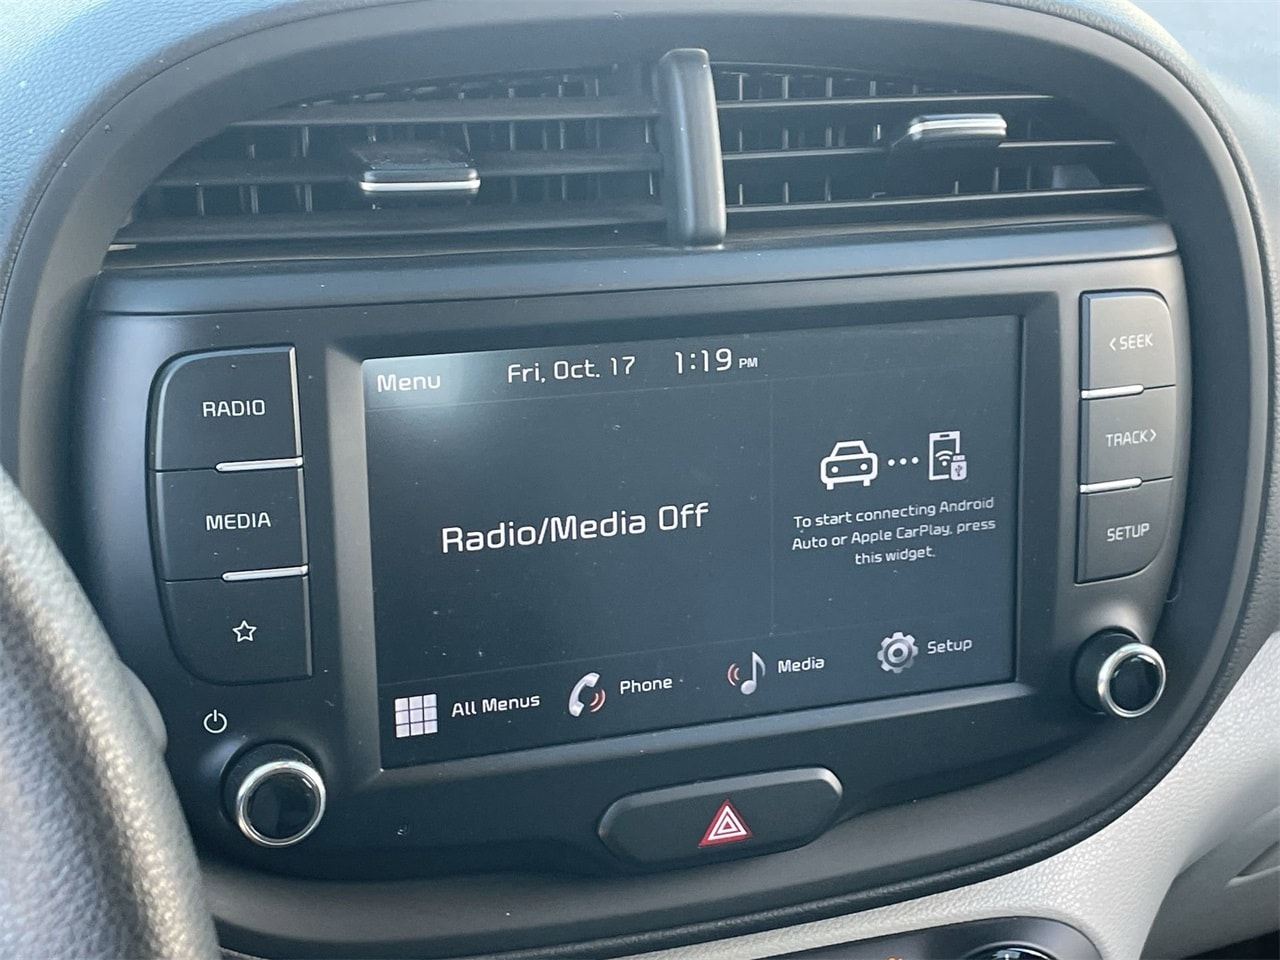 Menu Fri, Oct. 17 1:19 PM
RADIO
MEDIA
Radio/Media Off
To start connecting Android
Auto or Apple CarPlay, press
this widget.
All Menus Phone Media Setup
< SEEK
TRACK >
SETUP